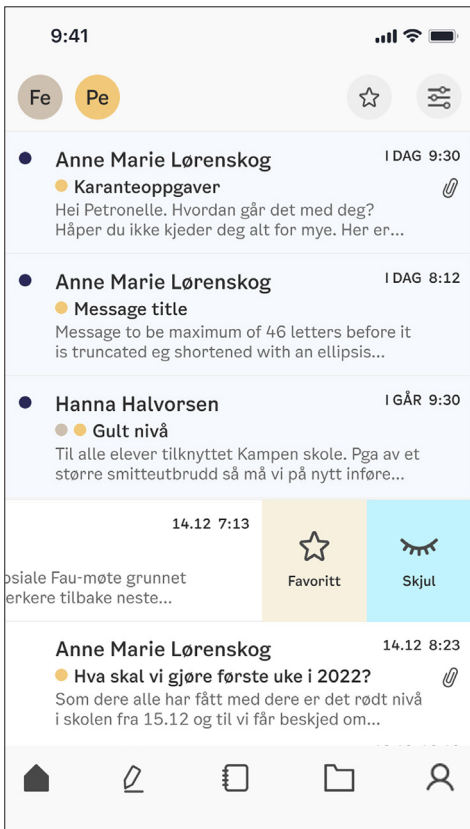 9:41
Fe Pe
Anne Marie Lørenskog I DAG 9:30
Karanteoppgaver
Hei Petronelle. Hvordan går det med deg?
Håper du ikke kjeder deg alt for mye. Her er...
Anne Marie Lørenskog I DAG 8:12
Message title
Message to be maximum of 46 letters before it
is truncated eg shortened with an ellipsis...
Hanna Halvorsen I GÅR 9:30
Gult nivå
Til alle elever tilknyttet Kampen skole. Pga av et
større smitteutbrudd så må vi på nytt inføre...
14.12 7:13
osiale Fau-møte grunnet
erkere tilbake neste...
Favoritt Skjul
Anne Marie Lørenskog 14.12 8:23
Hva skal vi gjøre første uke i 2022?
Som dere alle har fått med dere er det rødt nivå
i skolen fra 15.12 og til vi får beskjed om...